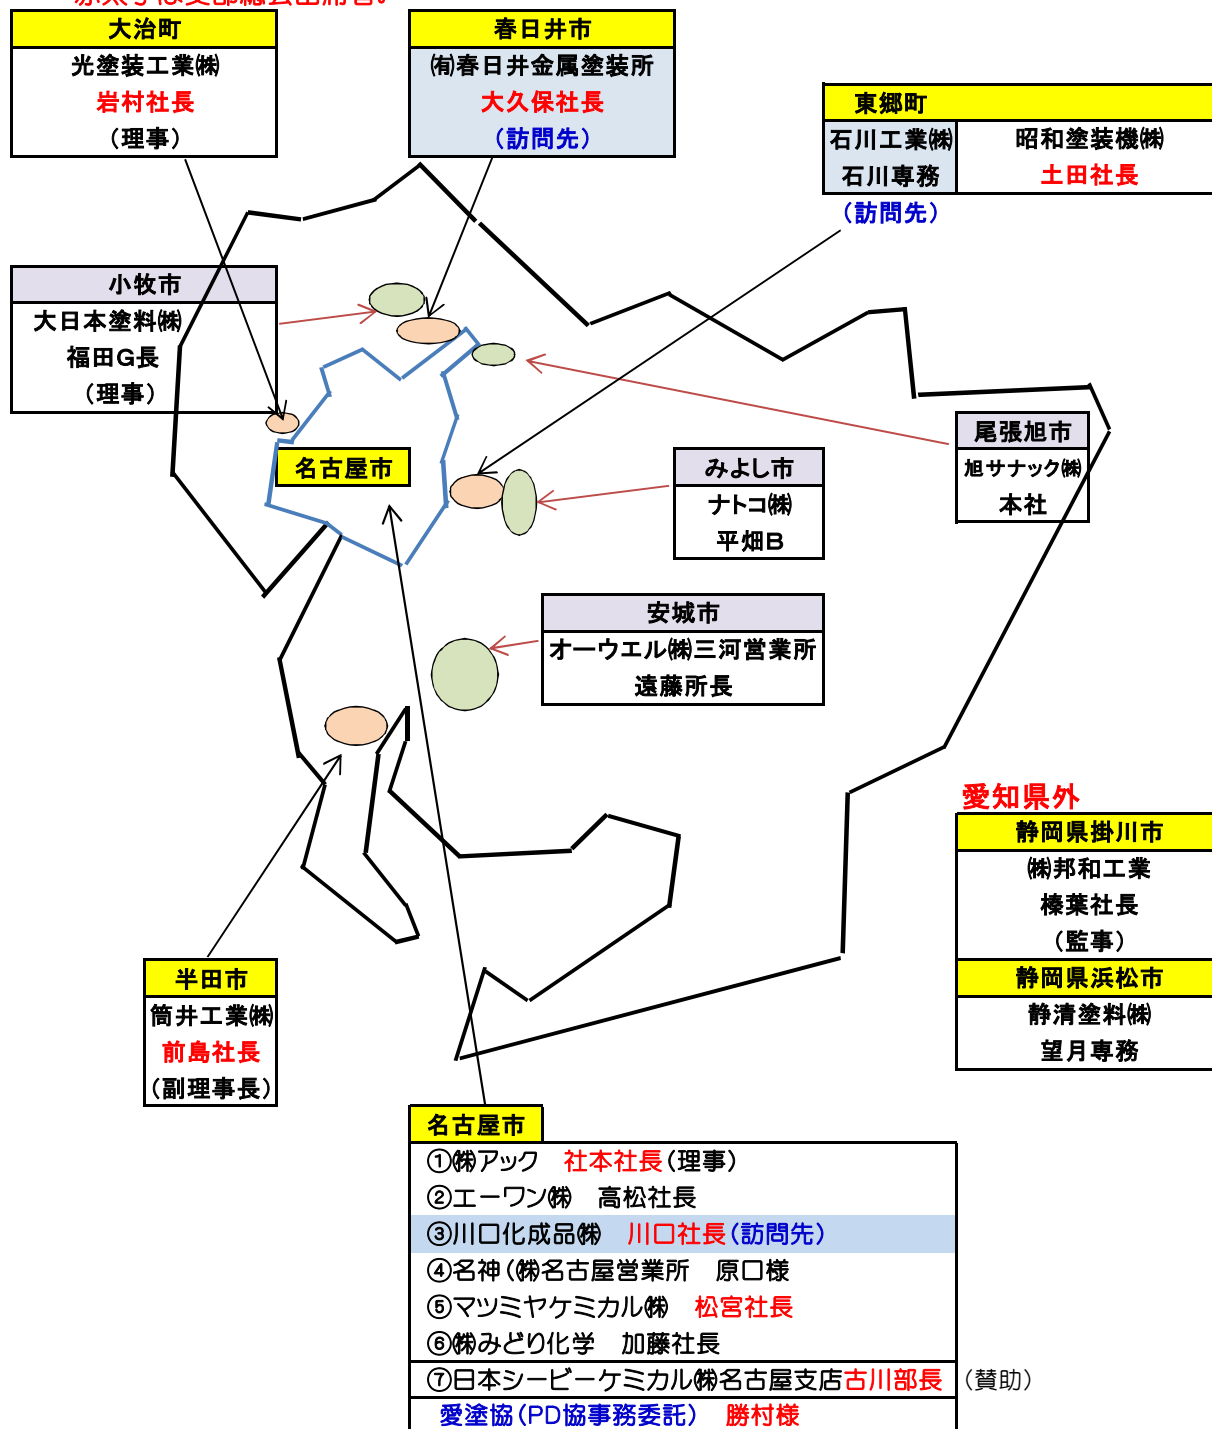 赤太字は支部総会出席者。
大治町
光塗装工業㈱
岩村社長
（理事）
春日井市
㈲春日井金属塗装所
大久保社長
（訪問先）
東郷町
石川工業㈱
石川専務
昭和塗装機㈱
土田社長
（訪問先）
小牧市
大日本塗料㈱
福田Ｇ長
（理事）
名古屋市
みよし市
ナトコ㈱
平畑Ｂ
尾張旭市
旭サナック㈱
本社
安城市
オーウエル㈱三河営業所
遠藤所長
愛知県外
静岡県掛川市
㈱邦和工業
榛葉社長
（監事）
静岡県浜松市
静清塗料㈱
望月専務
半田市
筒井工業㈱
前島社長
（副理事長）
名古屋市
①㈱アック　社本社長（理事）
②エーワン㈱　高松社長
③川口化成品㈱　川口社長（訪問先）
④名神（㈱名古屋営業所　原口様
⑤マツミヤケミカル㈱　松宮社長
⑥㈱みどり化学　加藤社長
⑦日本シービーケミカル㈱名古屋支店古川部長　（賛助）
愛塗協（PD協事務委託）　勝村様